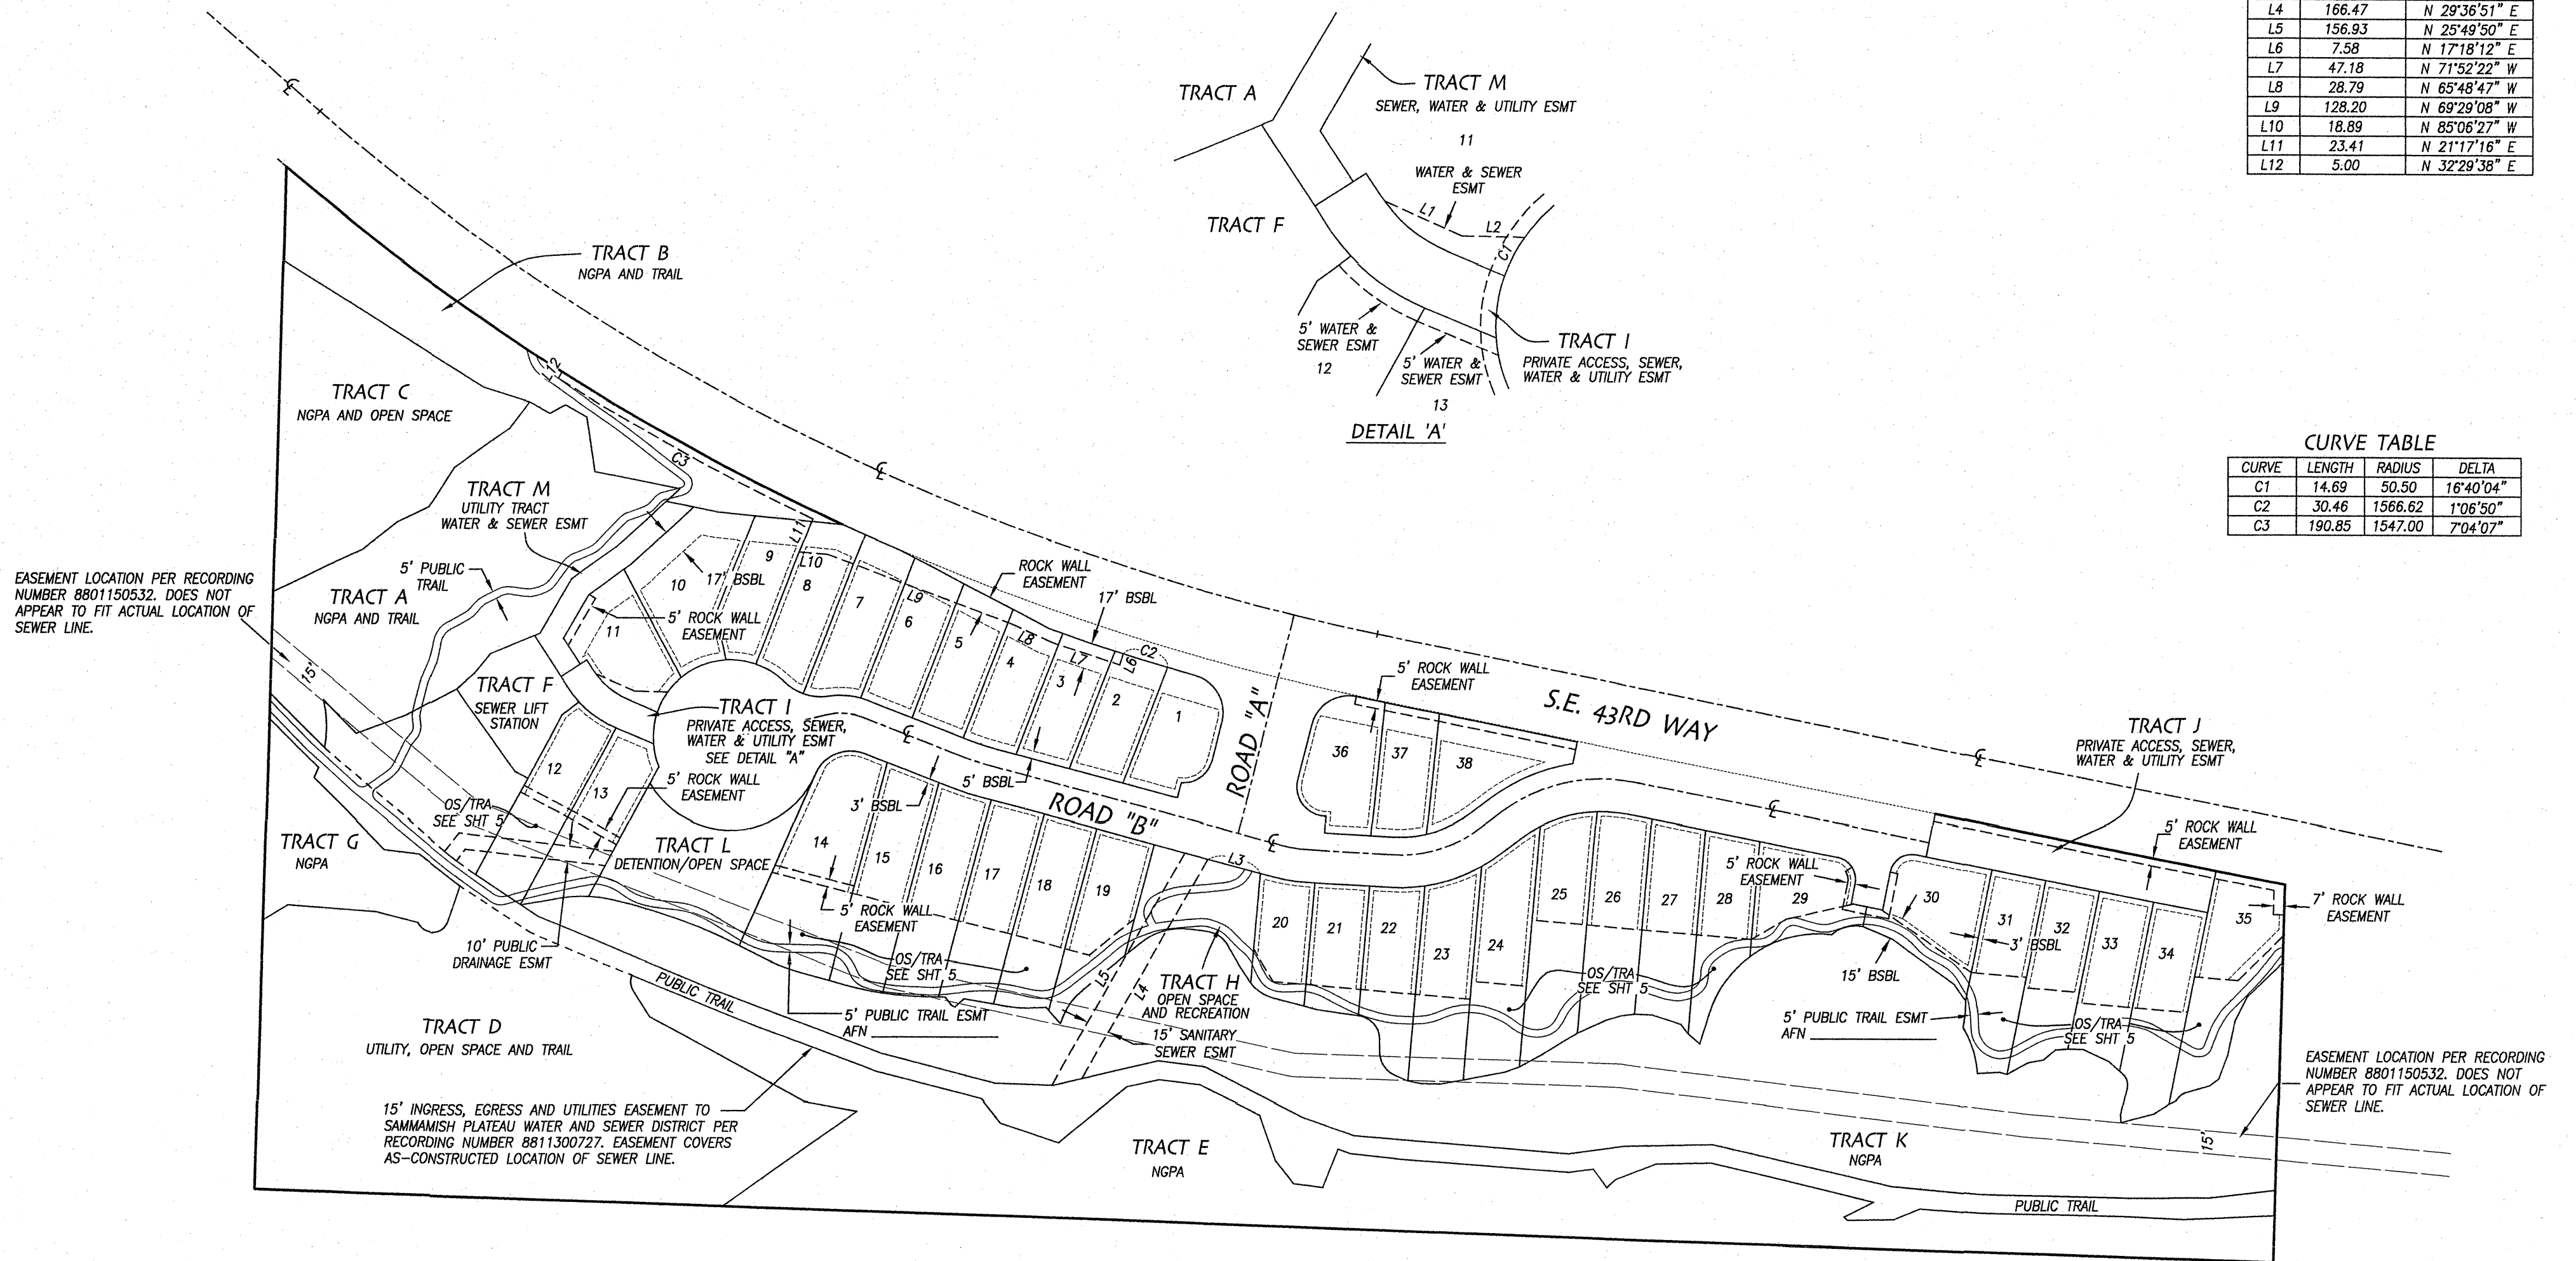 L4 166.47 N 29°36'51" E
L5 156.93 N 25°49'50" E
L6 7.58 N 17°18'12" E
L7 47.18 N 71°52'22" W
L8 28.79 N 65°48'47" W
L9 128.20 N 69°29'08" W
L10 18.89 N 85°06'27" W
L11 23.41 N 21°17'16" E
L12 5.00 N 32°29'38" E
TRACT A
TRACT M
SEWER, WATER & UTILITY ESMT
11
WATER & SEWER
ESMT
L1
L2
C1
TRACT F
5' WATER &
SEWER ESMT
12
5' WATER &
SEWER ESMT
13
TRACT I
PRIVATE ACCESS, SEWER,
WATER & UTILITY ESMT
DETAIL 'A'
CURVE TABLE
CURVE LENGTH RADIUS DELTA
C1 14.69 50.50 16°40'04"
C2 30.46 1566.62 1°06'50"
C3 190.85 1547.00 7°04'07"
TRACT B
NGPA AND TRAIL
L12
TRACT C
NGPA AND OPEN SPACE
C3
TRACT M
UTILITY TRACT
WATER & SEWER ESMT
5' PUBLIC
TRAIL
EASEMENT LOCATION PER RECORDING
NUMBER 8801150532. DOES NOT
APPEAR TO FIT ACTUAL LOCATION OF
SEWER LINE.
15'
TRACT A
NGPA AND TRAIL
L11
9
10
17' BSBL
L10
8
7
L9
6
5
ROCK WALL
EASEMENT
17' BSBL
L8
4
L7
3
C2
L6
2
1
5' ROCK WALL
EASEMENT
11
TRACT F
SEWER LIFT
STATION
TRACT I
PRIVATE ACCESS, SEWER,
WATER & UTILITY ESMT
SEE DETAIL "A"
5' BSBL
3' BSBL
ROAD "A"
ROAD "B"
S.E. 43RD WAY
5' ROCK WALL
EASEMENT
36
37
38
TRACT J
PRIVATE ACCESS, SEWER,
WATER & UTILITY ESMT
5' ROCK WALL
EASEMENT
7' ROCK WALL
EASEMENT
12
13
5' ROCK WALL
EASEMENT
OS/TRA
SEE SHT 5
TRACT G
NGPA
TRACT L
DETENTION/OPEN SPACE
14
15
16
17
18
19
L3
20
21
22
23
24
25
26
27
28
29
5' ROCK WALL
EASEMENT
30
31
32
33
34
35
3' BSBL
15' BSBL
5' ROCK WALL
EASEMENT
10' PUBLIC
DRAINAGE ESMT
OS/TRA
SEE SHT 5
5' PUBLIC TRAIL ESMT
AFN
L5
L4
TRACT H
OPEN SPACE
AND RECREATION
15' SANITARY
SEWER ESMT
OS/TRA
SEE SHT 5
5' PUBLIC TRAIL ESMT
AFN
OS/TRA
SEE SHT 5
PUBLIC TRAIL
TRACT D
UTILITY, OPEN SPACE AND TRAIL
15' INGRESS, EGRESS AND UTILITIES EASEMENT TO
SAMMAMISH PLATEAU WATER AND SEWER DISTRICT PER
RECORDING NUMBER 8811300727. EASEMENT COVERS
AS-CONSTRUCTED LOCATION OF SEWER LINE.
TRACT E
NGPA
TRACT K
NGPA
15'
EASEMENT LOCATION PER RECORDING
NUMBER 8801150532. DOES NOT
APPEAR TO FIT ACTUAL LOCATION OF
SEWER LINE.
PUBLIC TRAIL